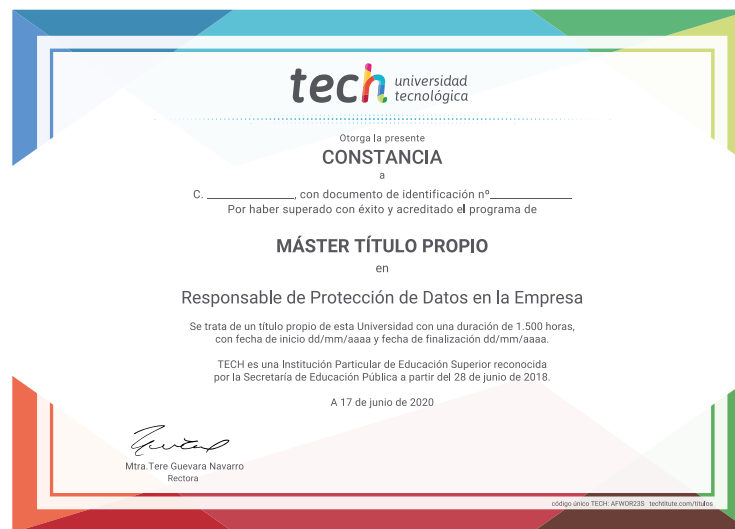 tech universidad
tecnológica
Otorga la presente
CONSTANCIA
a
C. ________________, con documento de identificación nº______________
Por haber superado con éxito y acreditado el programa de
MÁSTER TÍTULO PROPIO
en
Responsable de Protección de Datos en la Empresa
Se trata de un título propio de esta Universidad con una duración de 1.500 horas,
con fecha de inicio dd/mm/aaaa y fecha de finalización dd/mm/aaaa.
TECH es una Institución Particular de Educación Superior reconocida
por la Secretaría de Educación Pública a partir del 28 de junio de 2018.
A 17 de junio de 2020
Mtra.Tere Guevara Navarro
Rectora
código único TECH: AFWOR23S techtitute.com/títulos